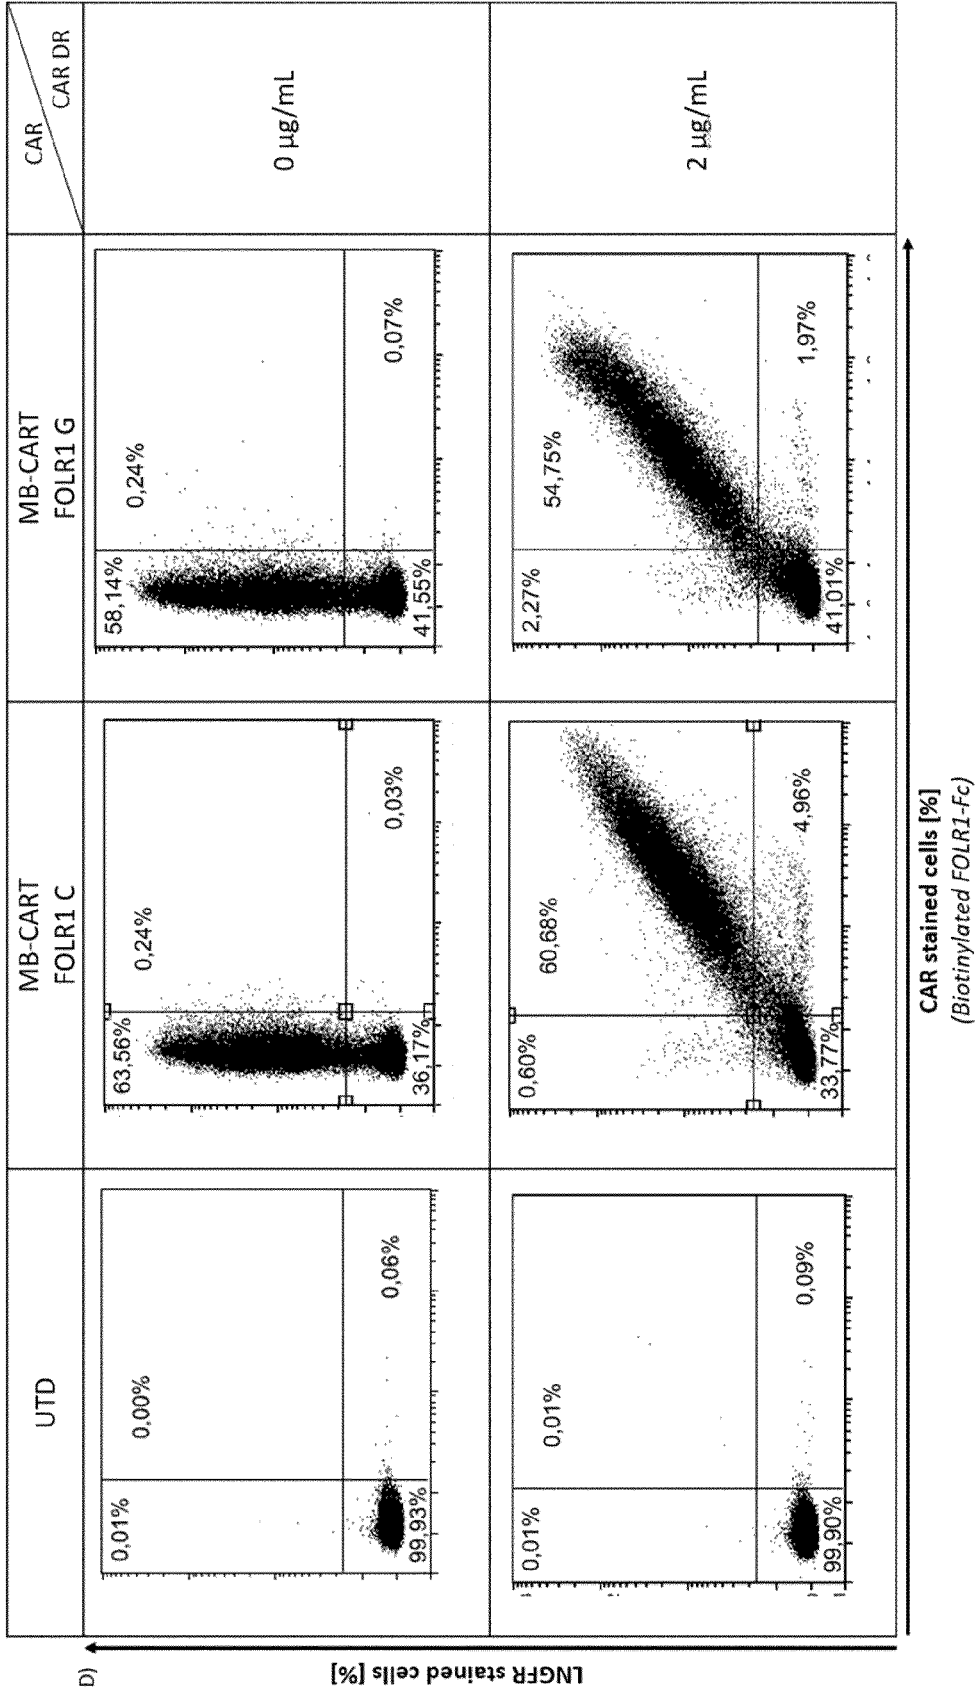 D)
UTD
MB-CART
FOLR1 C
MB-CART
FOLR1 G
CAR
CAR DR
0,01%
0,00%
99,93%
0,06%
63,56%
0,24%
36,17%
0,03%
58,14%
0,24%
41,55%
0,07%
0 µg/mL
0,01%
0,01%
99,90%
0,09%
0,60%
60,68%
33,77%
4,96%
2,27%
54,75%
41,01%
1,97%
2 µg/mL
LNGFR stained cells [%]
CAR stained cells [%]
(Biotinylated FOLR1-Fc)